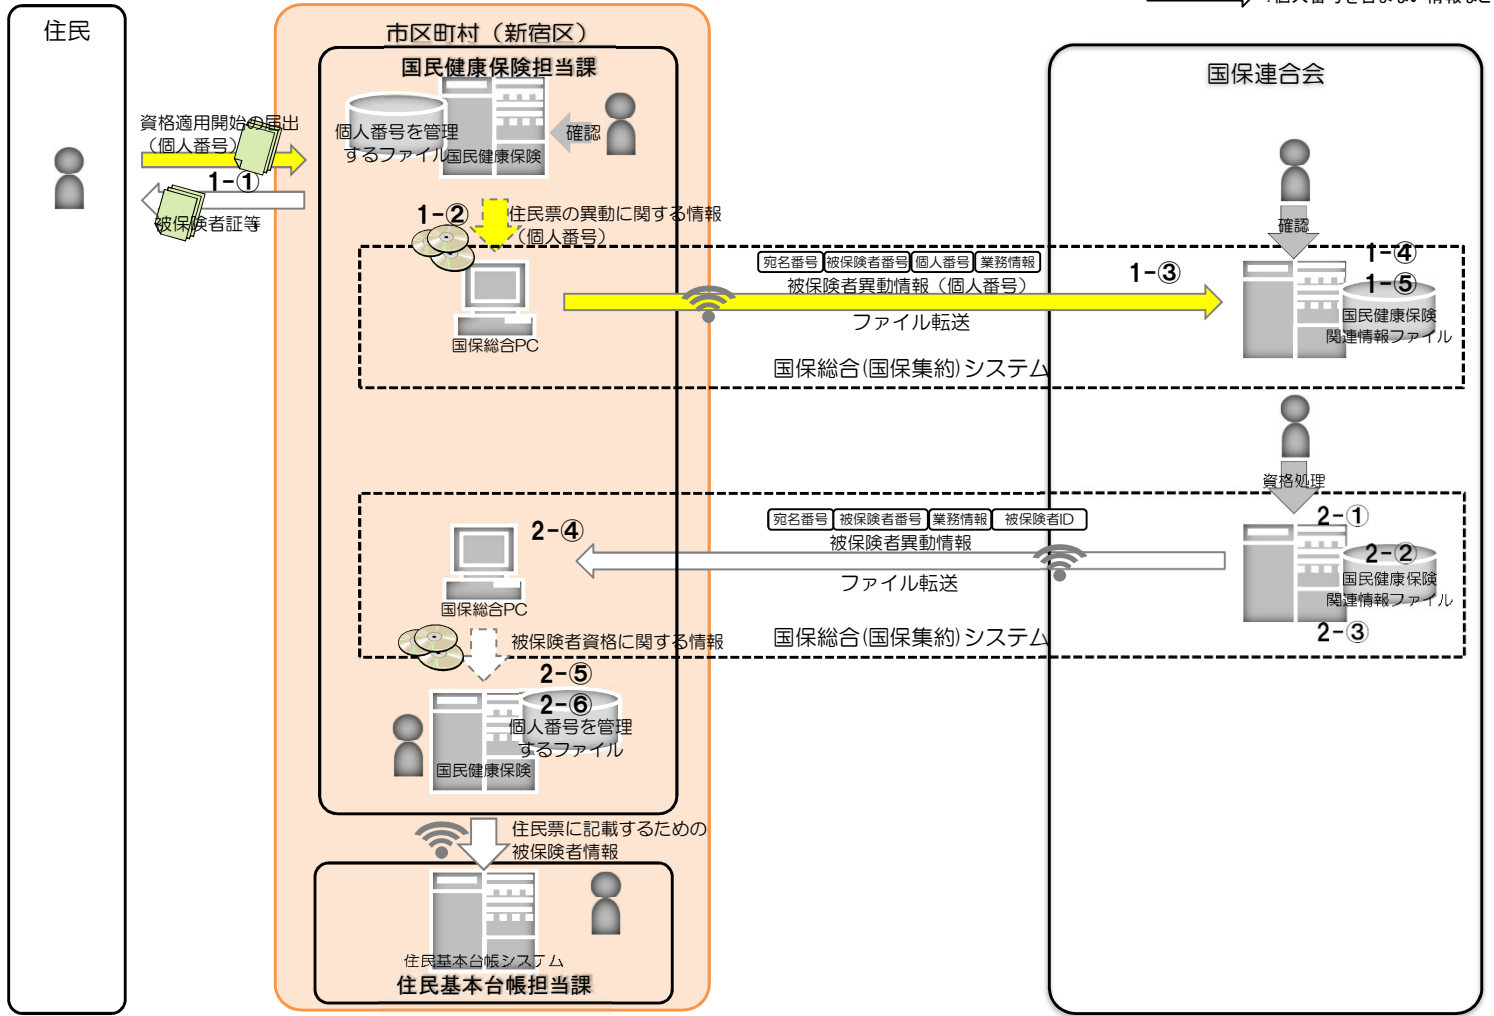 住民
市区町村（新宿区）
国民健康保険担当課
国保連合会
資格適用開始の届出
（個人番号）
1-①
被保険者証等
個人番号を管理
するファイル
国民健康保険
確認
1-②
住民票の異動に関する情報
（個人番号）
国保総合PC
宛名番号 被保険者番号 個人番号 業務情報
被保険者異動情報（個人番号）
1-③
ファイル転送
国保総合(国保集約)システム
確認
1-④
1-⑤
国民健康保険
関連情報ファイル
資格処理
2-①
2-②
国民健康保険
関連情報ファイル
2-③
宛名番号 被保険者番号 業務情報 被保険者ID
被保険者異動情報
ファイル転送
国保総合(国保集約)システム
2-④
国保総合PC
被保険者資格に関する情報
2-⑤
2-⑥
個人番号を管理
するファイル
国民健康保険
住民票に記載するための
被保険者情報
住民基本台帳システム
住民基本台帳担当課